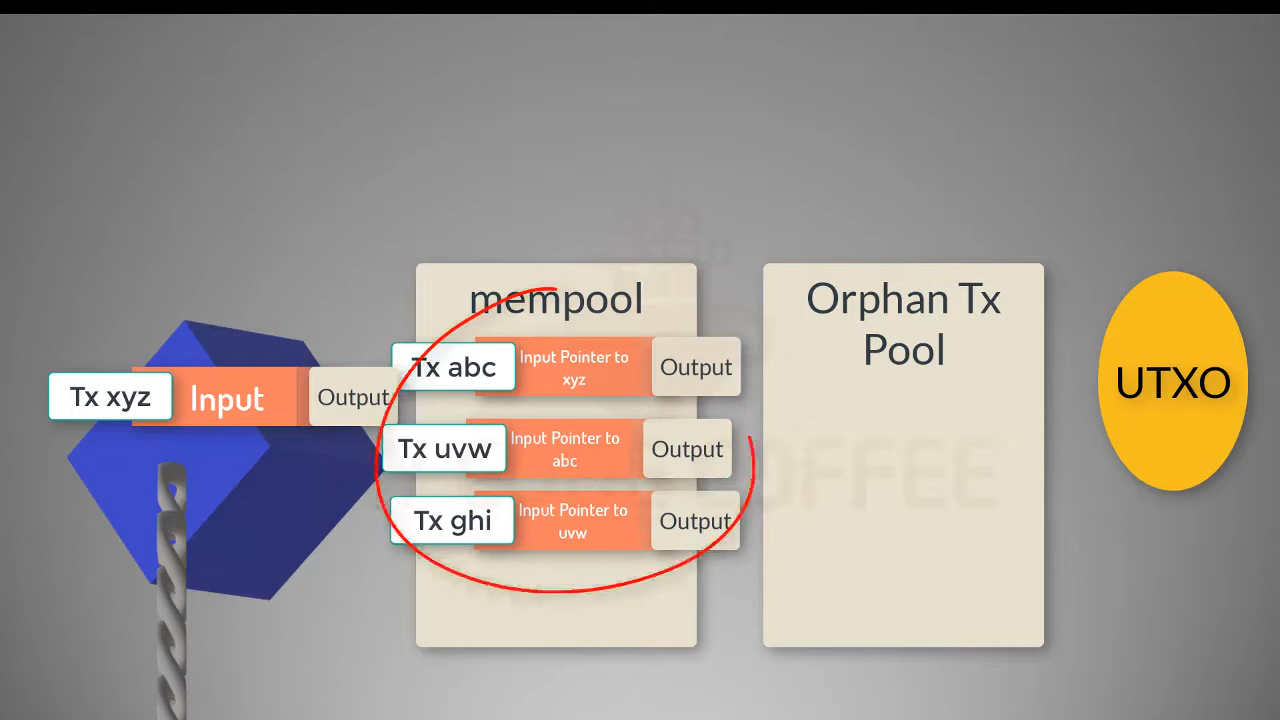 mempool
Orphan Tx
Pool
Tx abc
Input Pointer to
xyz
Output
Tx xyz
Input
Output
UTXO
Tx uvw
Input Pointer to
abc
Output
Tx ghi
Input Pointer to
uvw
Output